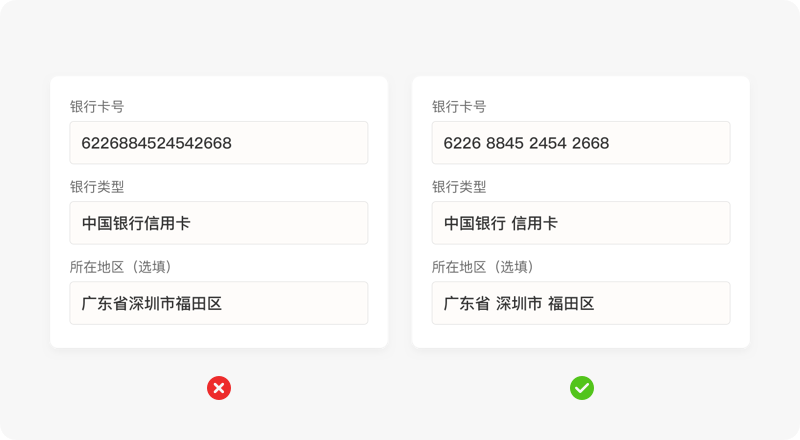 银行卡号
6226884524542668
银行类型
中国银行信用卡
所在地区（选填）
广东省深圳市福田区
银行卡号
6226 8845 2454 2668
银行类型
中国银行 信用卡
所在地区（选填）
广东省 深圳市 福田区